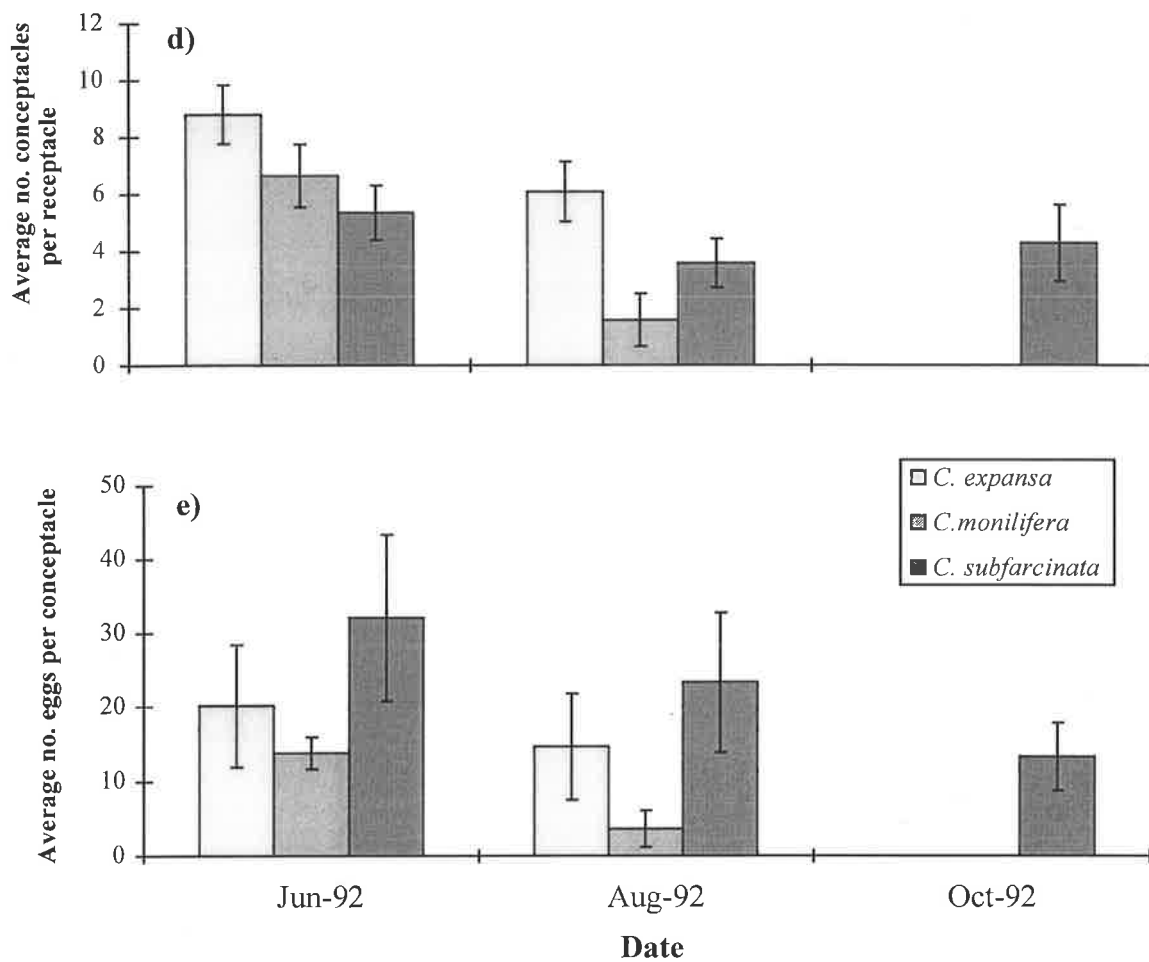 d)
Average no. conceptacles
per receptacle
12
10
8
6
4
2
0
e)
Average no. eggs per conceptacle
50
40
30
20
10
0
C. expansa
C.monilifera
C. subfarcinata
Jun-92
Aug-92
Oct-92
Date